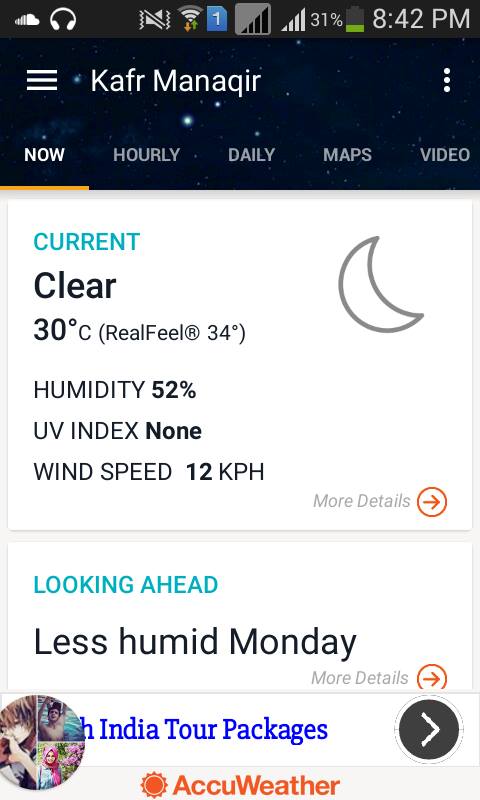 1 31% 8:42 PM
Kafr Manaqir
NOW HOURLY DAILY MAPS VIDEO
CURRENT
Clear
30°C (RealFeel® 34°)
HUMIDITY 52%
UV INDEX None
WIND SPEED 12 KPH
More Details
LOOKING AHEAD
Less humid Monday
More Details
h India Tour Packages
AccuWeather